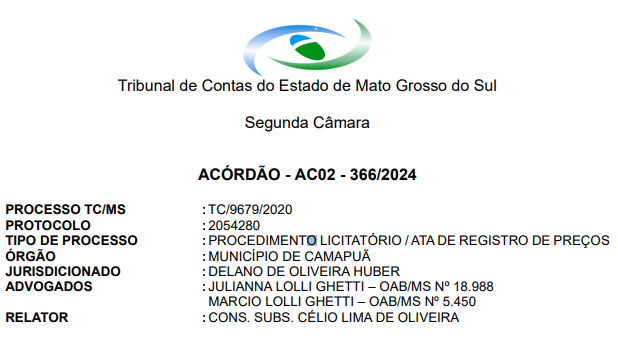 Tribunal de Contas do Estado de Mato Grosso do Sul
Segunda Câmara
ACÓRDÃO - AC02 - 366/2024
PROCESSO TC/MS : TC/9679/2020
PROTOCOLO : 2054280
TIPO DE PROCESSO : PROCEDIMENTO LICITATÓRIO / ATA DE REGISTRO DE PREÇOS
ÓRGÃO : MUNICÍPIO DE CAMAPUÃ
JURISDICIONADO : DELANO DE OLIVEIRA HUBER
ADVOGADOS : JULIANNA LOLLI GHETTI – OAB/MS Nº 18.988
MARCIO LOLLI GHETTI – OAB/MS Nº 5.450
RELATOR : CONS. SUBS. CÉLIO LIMA DE OLIVEIRA